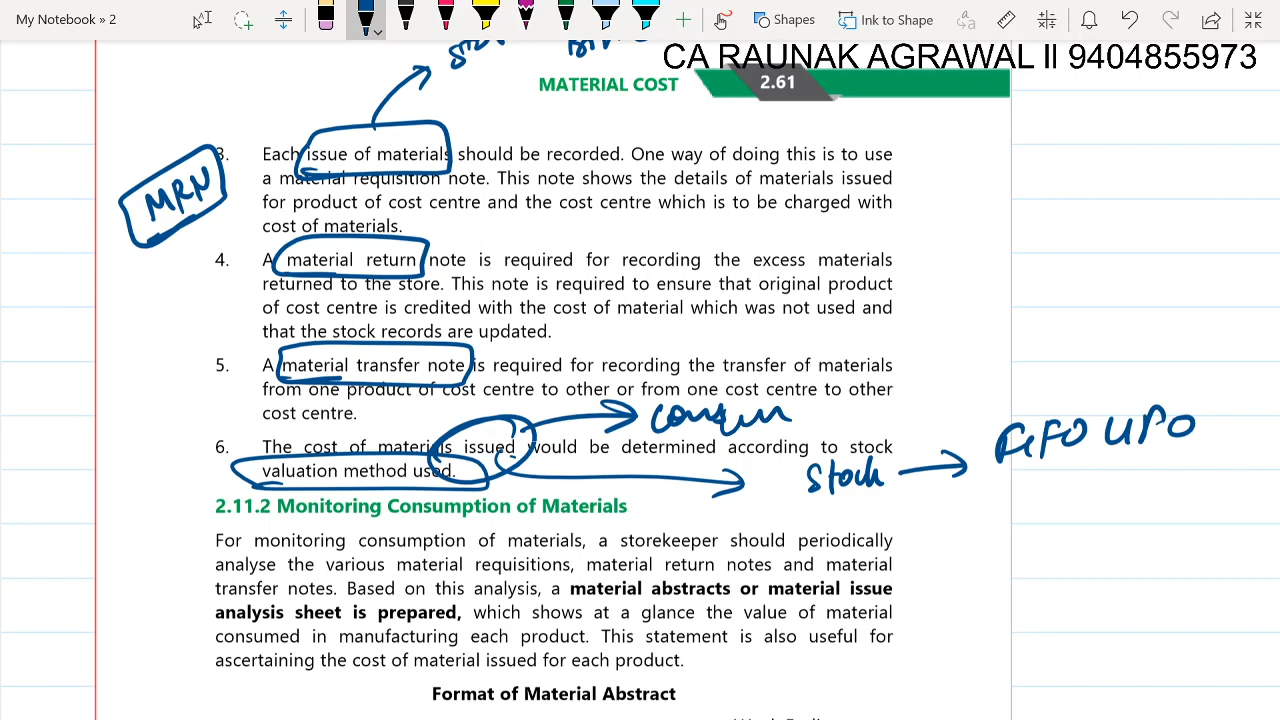 My Notebook » 2
Shapes
Ink to Shape
CA RAUNAK AGRAWAL II 9404855973
MATERIAL COST 2.61
3. Each issue of materials should be recorded. One way of doing this is to use
a material requisition note. This note shows the details of materials issued
for product of cost centre and the cost centre which is to be charged with
cost of materials.
MRN
4. A material return note is required for recording the excess materials
returned to the store. This note is required to ensure that original product
of cost centre is credited with the cost of material which was not used and
that the stock records are updated.
5. A material transfer note is required for recording the transfer of materials
from one product of cost centre to other or from one cost centre to other
cost centre.
6. The cost of materials issued would be determined according to stock
valuation method used.
Stock
FIFO LIFO
2.11.2 Monitoring Consumption of Materials
For monitoring consumption of materials, a storekeeper should periodically
analyse the various material requisitions, material return notes and material
transfer notes. Based on this analysis, a material abstracts or material issue
analysis sheet is prepared, which shows at a glance the value of material
consumed in manufacturing each product. This statement is also useful for
ascertaining the cost of material issued for each product.
Format of Material Abstract